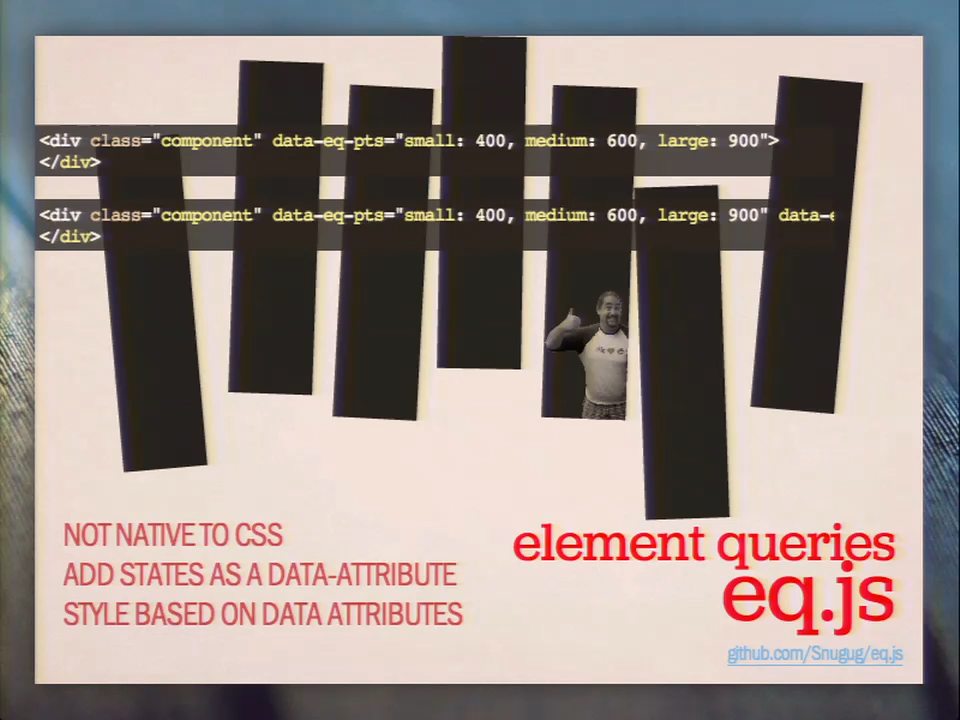 <div class="component" data-eq-pts="small: 400, medium: 600, large: 900">
</div>
<div class="component" data-eq-pts="small: 400, medium: 600, large: 900" data-e
</div>
NOT NATIVE TO CSS
ADD STATES AS A DATA-ATTRIBUTE
STYLE BASED ON DATA ATTRIBUTES
element queries
eq.js
github.com/Snugug/eq.js